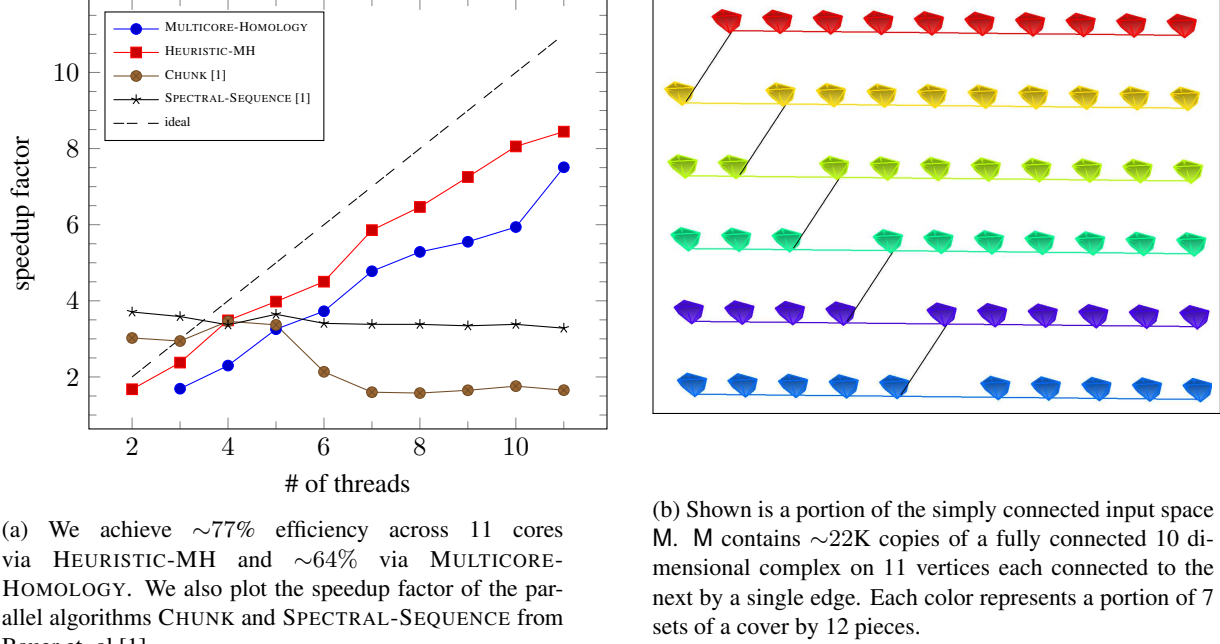 MULTICORE-HOMOLOGY
HEURISTIC-MH
CHUNK [1]
SPECTRAL-SEQUENCE [1]
ideal
10
8
6
4
2
speedup factor
2 4 6 8 10
# of threads
(a) We achieve ∼77% efficiency across 11 cores
via HEURISTIC-MH and ∼64% via MULTICORE-
HOMOLOGY. We also plot the speedup factor of the par-
allel algorithms CHUNK and SPECTRAL-SEQUENCE from
(b) Shown is a portion of the simply connected input space
M. M contains ∼22K copies of a fully connected 10 di-
mensional complex on 11 vertices each connected to the
next by a single edge. Each color represents a portion of 7
sets of a cover by 12 pieces.